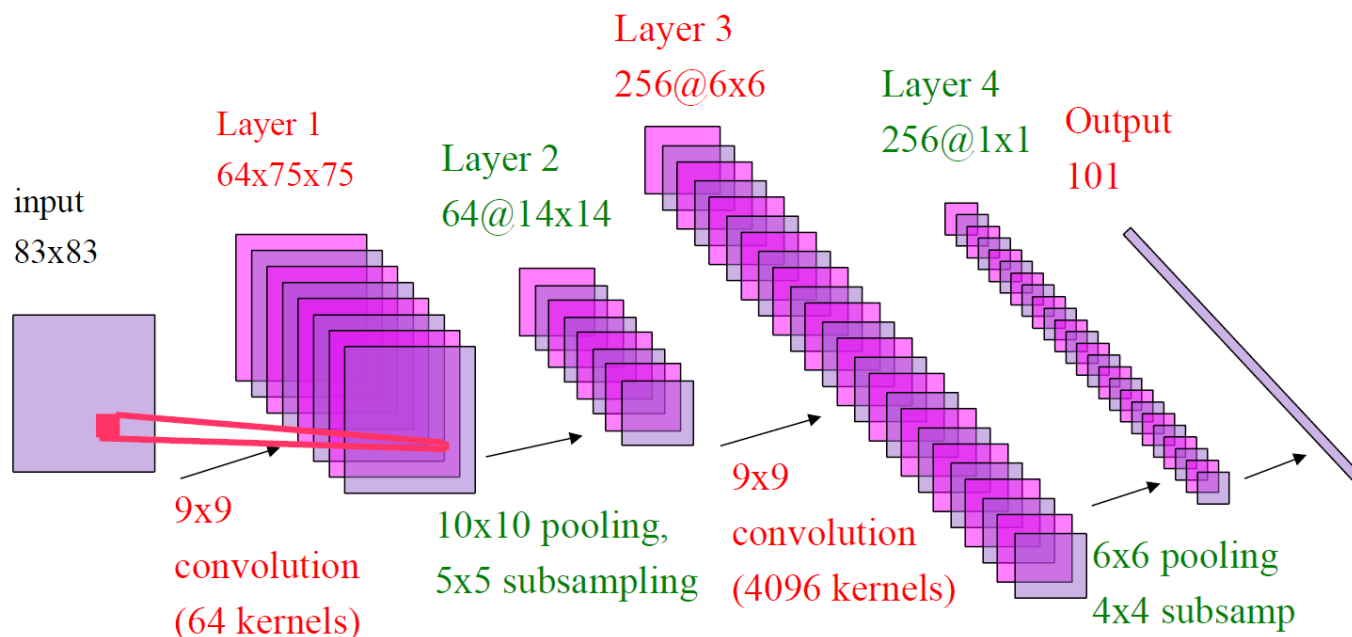 input
83x83
Layer 1
64x75x75
Layer 2
64@14x14
Layer 3
256@6x6
Layer 4
256@1x1
Output
101
9x9
convolution
(64 kernels)
10x10 pooling,
5x5 subsampling
9x9
convolution
(4096 kernels)
6x6 pooling
4x4 subsamp